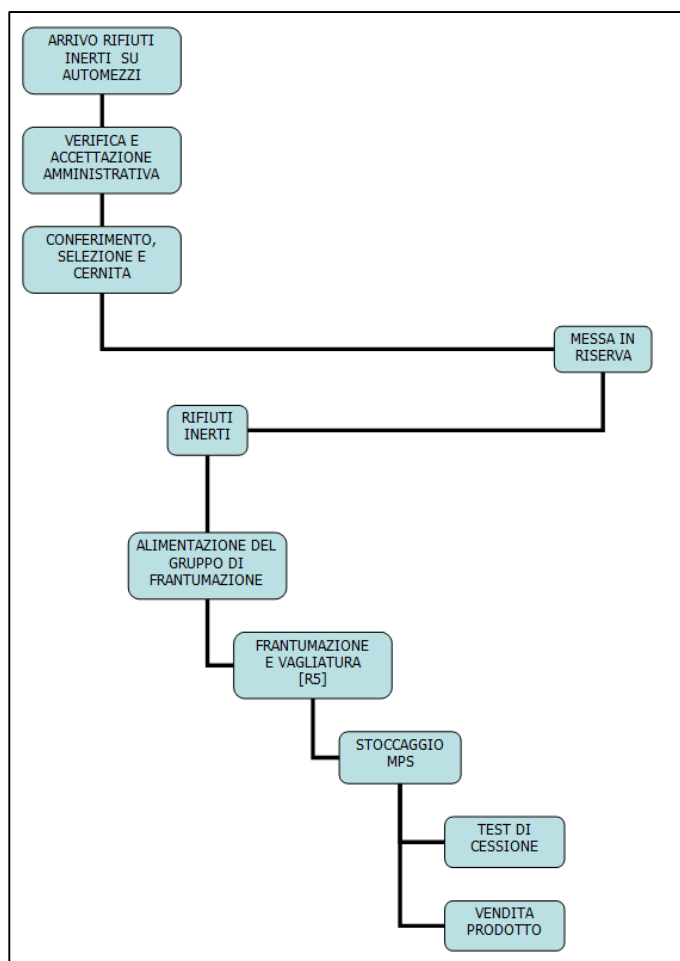 ARRIVO RIFIUTI
INERTI SU
AUTOMEZZI
VERIFICA E
ACCETTAZIONE
AMMINISTRATIVA
CONFERIMENTO,
SELEZIONE E
CERNITA
MESSA IN
RISERVA
RIFIUTI
INERTI
ALIMENTAZIONE DEL
GRUPPO DI
FRANTUMAZIONE
FRANTUMAZIONE
E VAGLIATURA
[R5]
STOCCAGGIO
MPS
TEST DI
CESSIONE
VENDITA
PRODOTTO